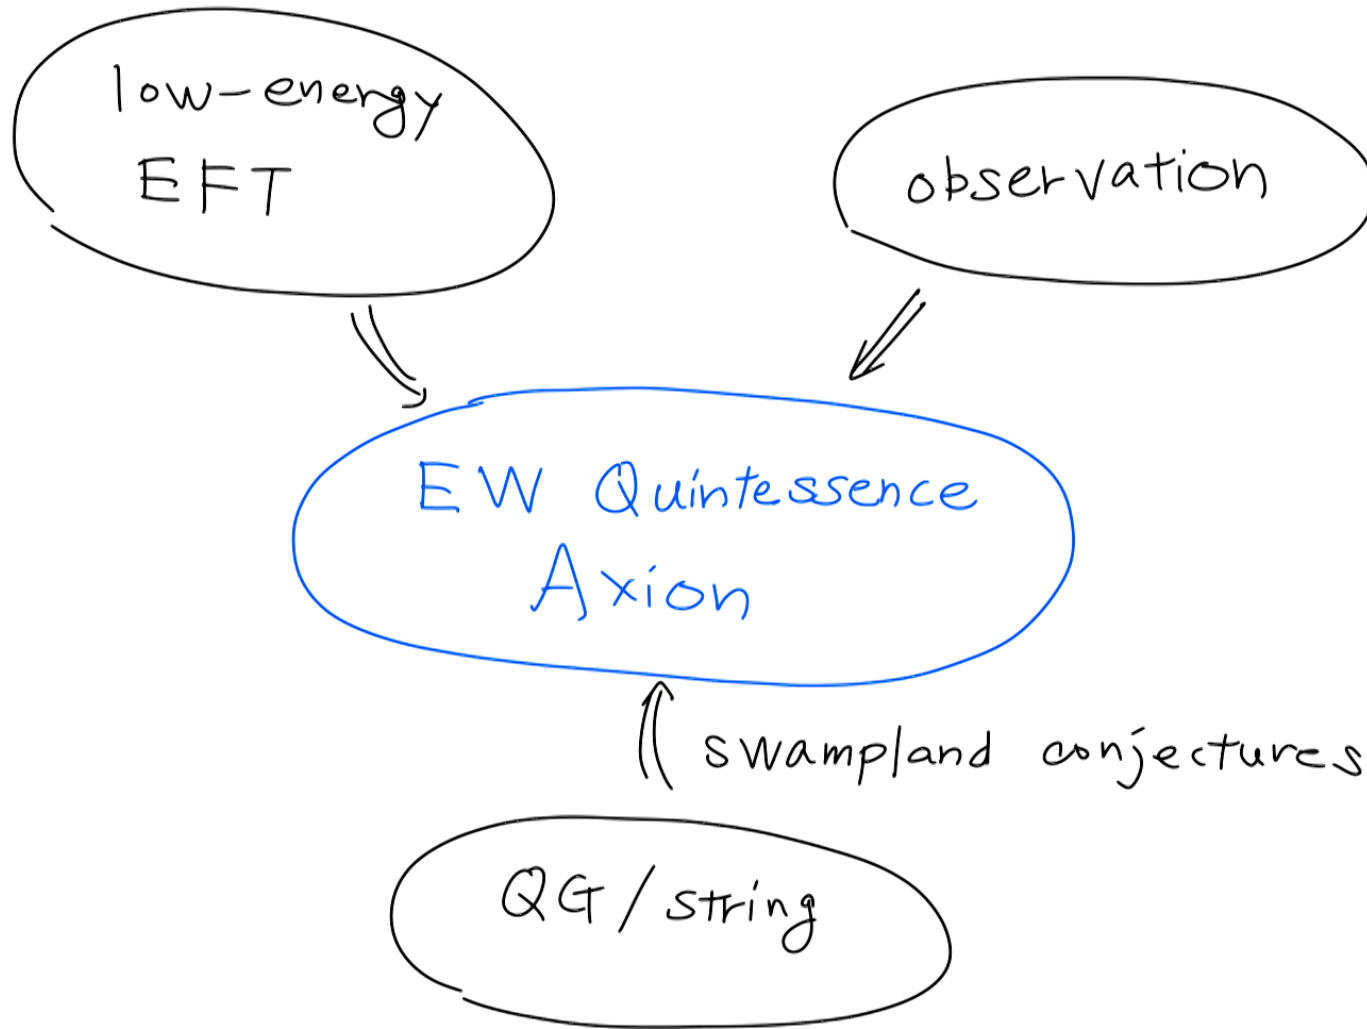 low-energy
EFT
observation
EW Quintessence
Axion
swampland conjectures
QG/string